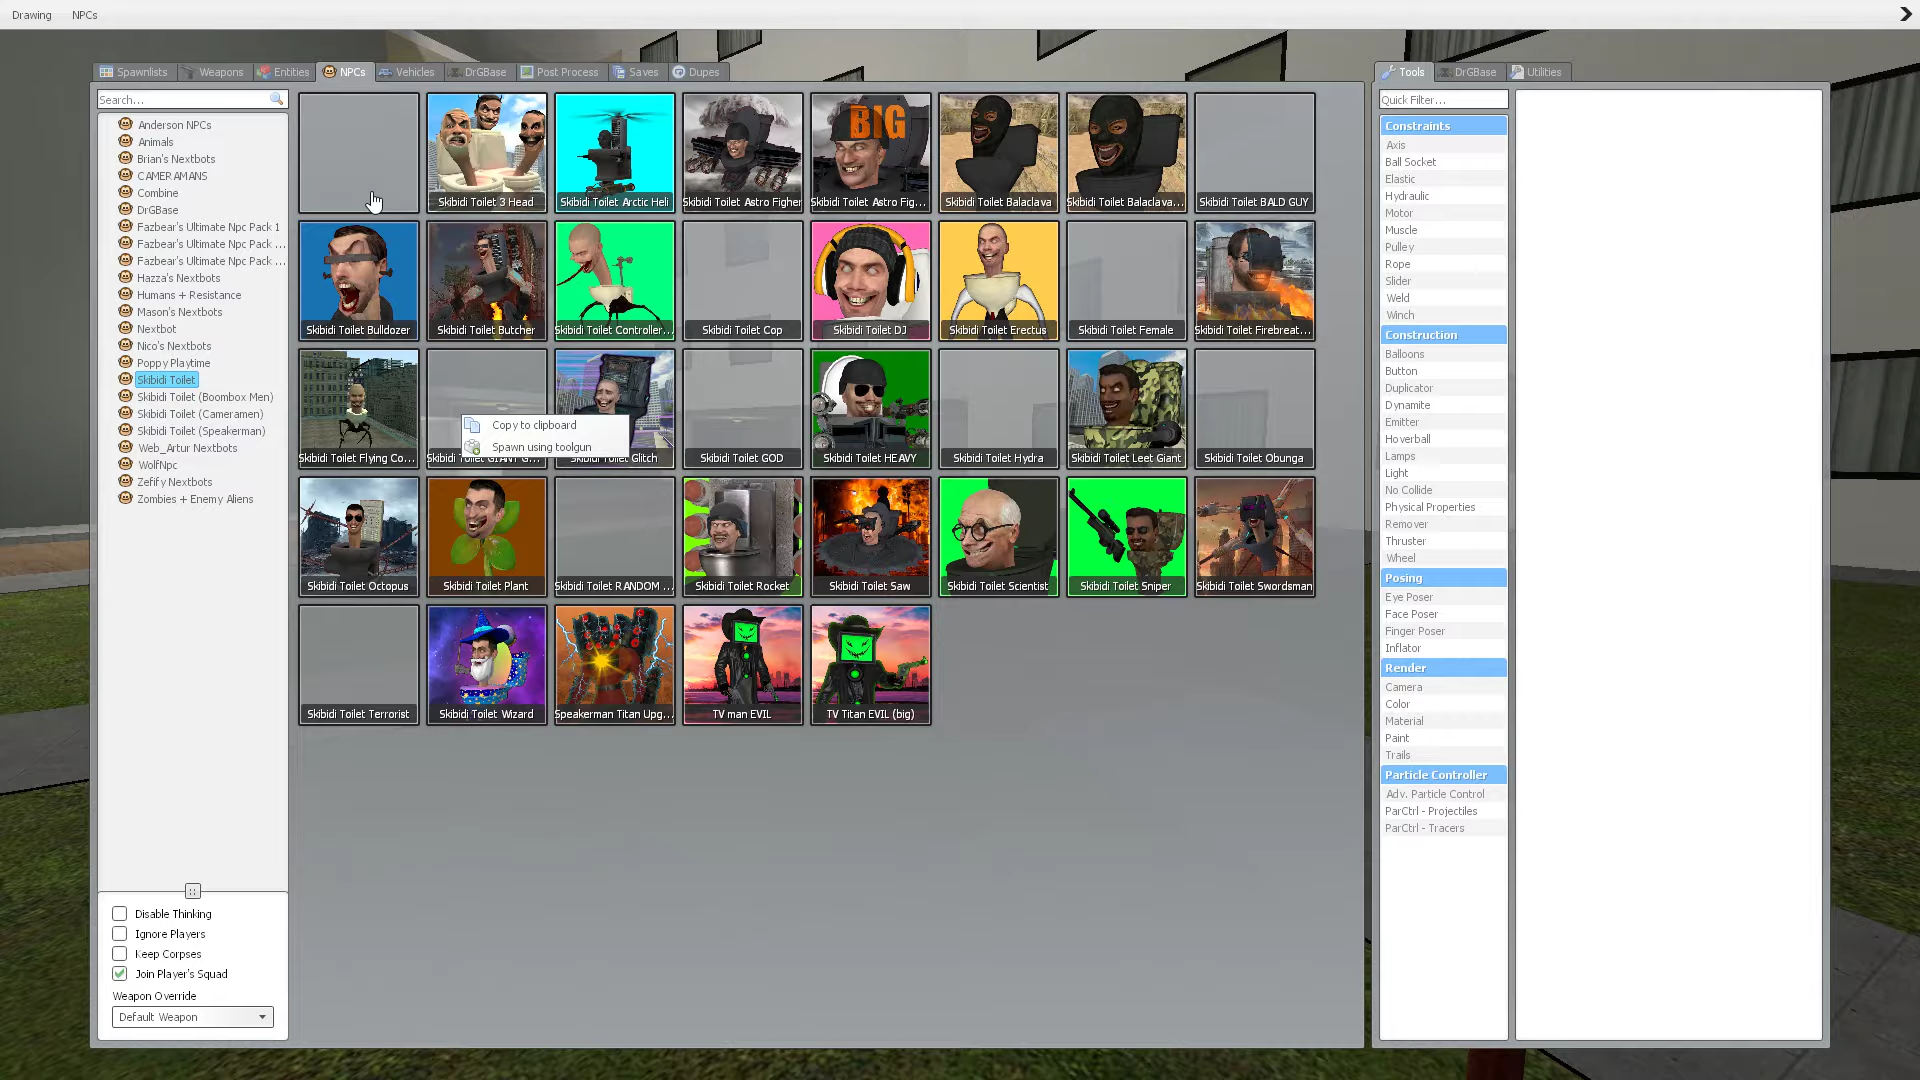 Drawing NPCs
Spawnlists Weapons Entities NPCs Vehicles DrGBase Post Process Saves Dupes
Tools DrGBase Utilities
Search...
Anderson NPCs
Animals
Brian's Nextbots
CAMERAMANS
Combine
DrGBase
Fazbear's Ultimate Npc Pack 1
Fazbear's Ultimate Npc Pack ...
Fazbear's Ultimate Npc Pack ...
Hazza's Nextbots
Humans + Resistance
Mason's Nextbots
Nextbot
Nico's Nextbots
Poppy Playtime
Skibidi Toilet
Skibidi Toilet (Boombox Men)
Skibidi Toilet (Cameramen)
Skibidi Toilet (Speakerman)
Web_Artur Nextbots
WolfNpc
Zefify Nextbots
Zombies + Enemy Aliens
Disable Thinking
Ignore Players
Keep Corpses
Join Player's Squad
Weapon Override
Default Weapon
BIG
Skibidi Toilet 3 Head
Skibidi Toilet Arctic Heli
Skibidi Toilet Astro Figher
Skibidi Toilet Astro Fig...
Skibidi Toilet Balaclava
Skibidi Toilet Balaclava...
Skibidi Toilet BALD GUY
Skibidi Toilet Bulldozer
Skibidi Toilet Butcher
Skibidi Toilet Controller...
Skibidi Toilet Cop
Skibidi Toilet DJ
Skibidi Toilet Erectus
Skibidi Toilet Female
Skibidi Toilet Firebreat...
Copy to clipboard
Spawn using toolgun
Skibidi Toilet Flying Co...
Skibidi Toilet GIANT G...
Skibidi Toilet Glitch
Skibidi Toilet GOD
Skibidi Toilet HEAVY
Skibidi Toilet Hydra
Skibidi Toilet Leet Giant
Skibidi Toilet Obunga
Skibidi Toilet Octopus
Skibidi Toilet Plant
Skibidi Toilet RANDOM ...
Skibidi Toilet Rocket
Skibidi Toilet Saw
Skibidi Toilet Scientist
Skibidi Toilet Sniper
Skibidi Toilet Swordsman
Skibidi Toilet Terrorist
Skibidi Toilet Wizard
Speakerman Titan Upg...
TV man EVIL
TV Titan EVIL (big)
Quick Filter...
Constraints
Axis
Ball Socket
Elastic
Hydraulic
Motor
Muscle
Pulley
Rope
Slider
Weld
Winch
Construction
Balloons
Button
Duplicator
Dynamite
Emitter
Hoverball
Lamps
Light
No Collide
Physical Properties
Remover
Thruster
Wheel
Posing
Eye Poser
Face Poser
Finger Poser
Inflator
Render
Camera
Color
Material
Paint
Trails
Particle Controller
Adv. Particle Control
ParCtrl - Projectiles
ParCtrl - Tracers